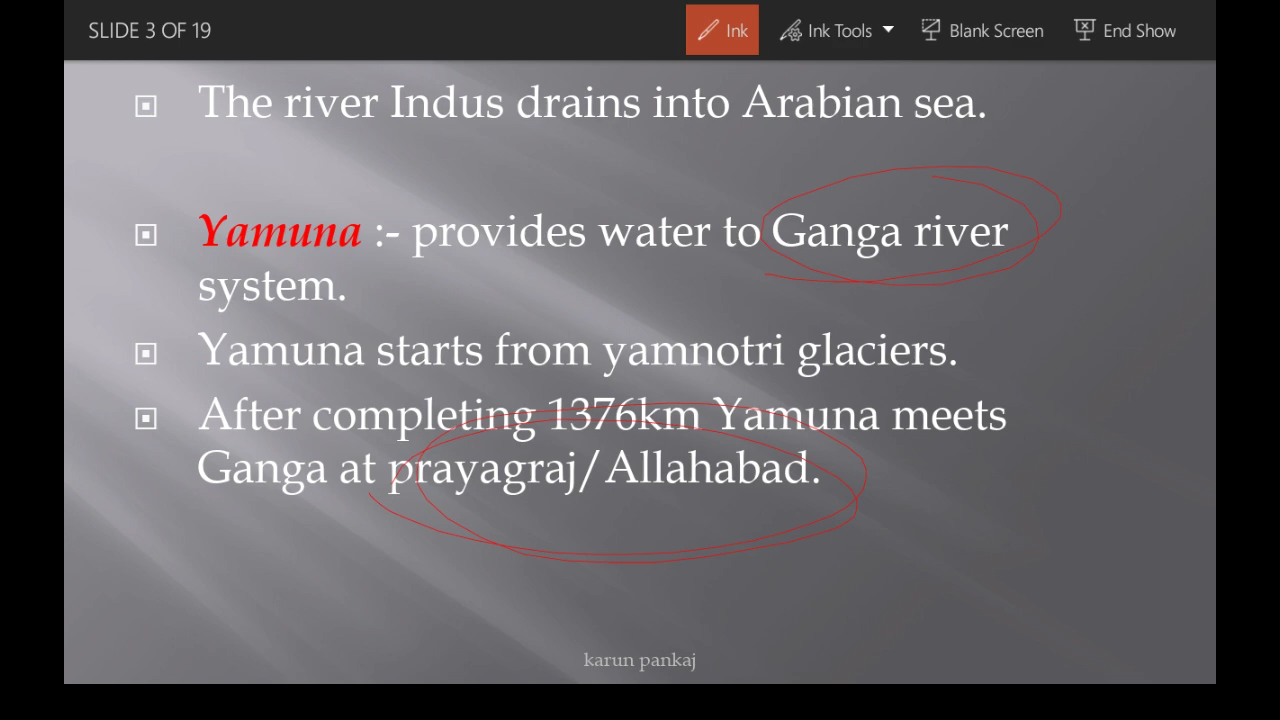 SLIDE 3 OF 19 Ink Ink Tools Blank Screen End Show
The river Indus drains into Arabian sea.
Yamuna :- provides water to Ganga river
system.
Yamuna starts from yamnotri glaciers.
After completing 1376km Yamuna meets
Ganga at prayagraj/Allahabad.
karun pankaj